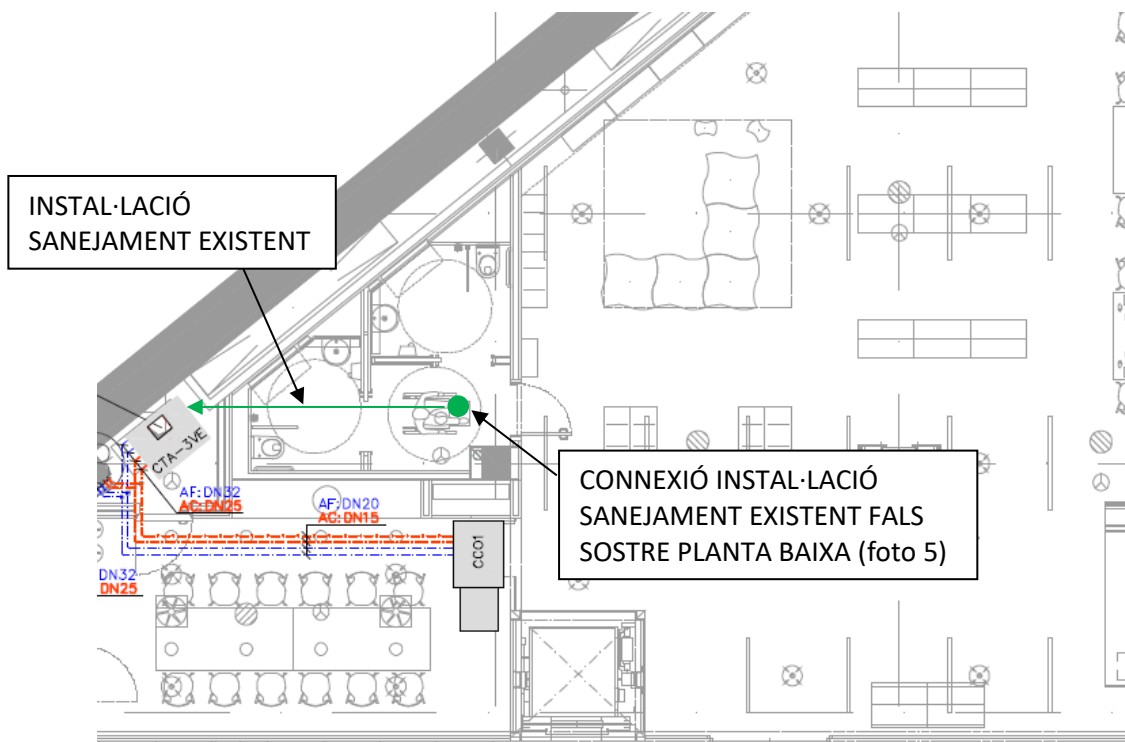 INSTAL·LACIÓ
SANEJAMENT EXISTENT
CTA-3VE
AF:DN32
AC:DN25
AF:DN20
AC:DN15
CC01
DN32
DN25
CONNEXIÓ INSTAL·LACIÓ
SANEJAMENT EXISTENT FALS
SOSTRE PLANTA BAIXA (foto 5)